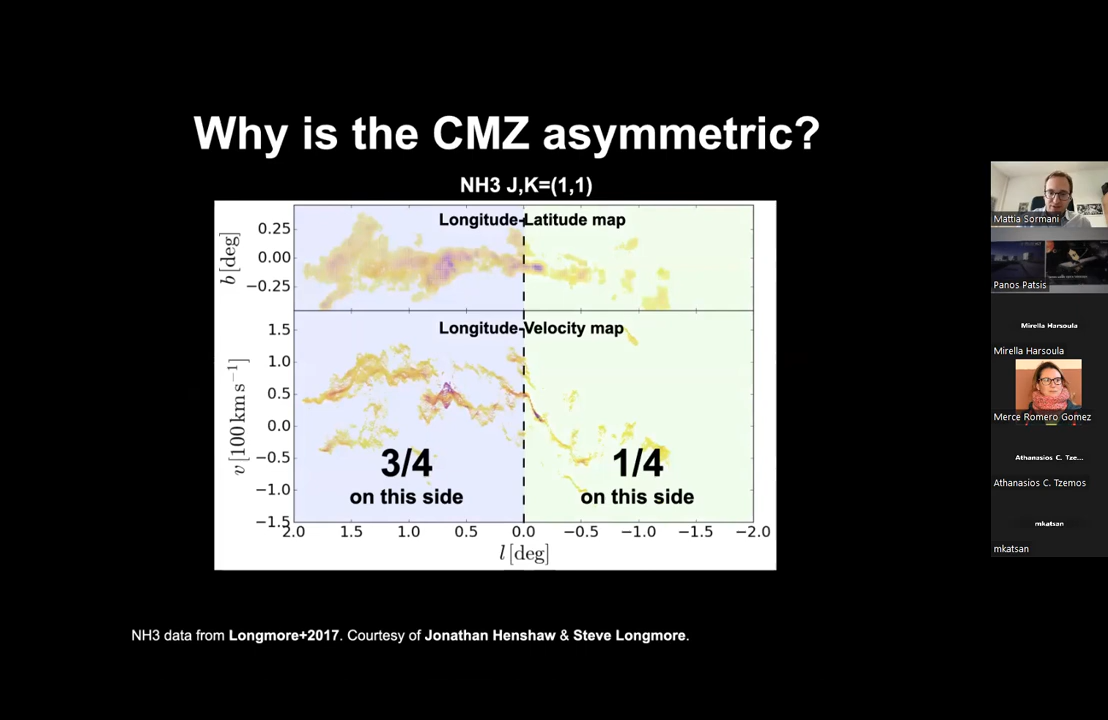 Why is the CMZ asymmetric?
NH3 J,K=(1,1)
Longitude-Latitude map
b [deg]
0.25
0.00
−0.25
Longitude-Velocity map
v [100 km s⁻¹]
1.5
1.0
0.5
0.0
−0.5
−1.0
−1.5
3/4
on this side
1/4
on this side
2.0 1.5 1.0 0.5 0.0 −0.5 −1.0 −1.5 −2.0
l [deg]
NH3 data from Longmore+2017. Courtesy of Jonathan Henshaw & Steve Longmore.
Mattia Sormani
Panos Patsis
Mirella Harsoula
Mirella Harsoula
Merce Romero Gomez
Athanasios C. Tze...
Athanasios C. Tzemos
mkatsan
mkatsan